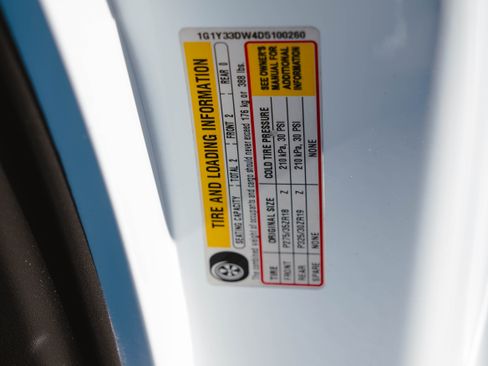 1G1Y33DW4D5100260
TIRE AND LOADING INFORMATION
SEATING CAPACITY TOTAL 2 FRONT 2 REAR 0
The combined weight of occupants and cargo should never exceed 176 kg or 388 lbs.
TIRE ORIGINAL SIZE COLD TIRE PRESSURE
FRONT P275/35ZR18 Z 210 kPa, 30 PSI
REAR P325/30ZR19 Z 210 kPa, 30 PSI
SPARE NONE NONE
SEE OWNER'S
MANUAL FOR
ADDITIONAL
INFORMATION